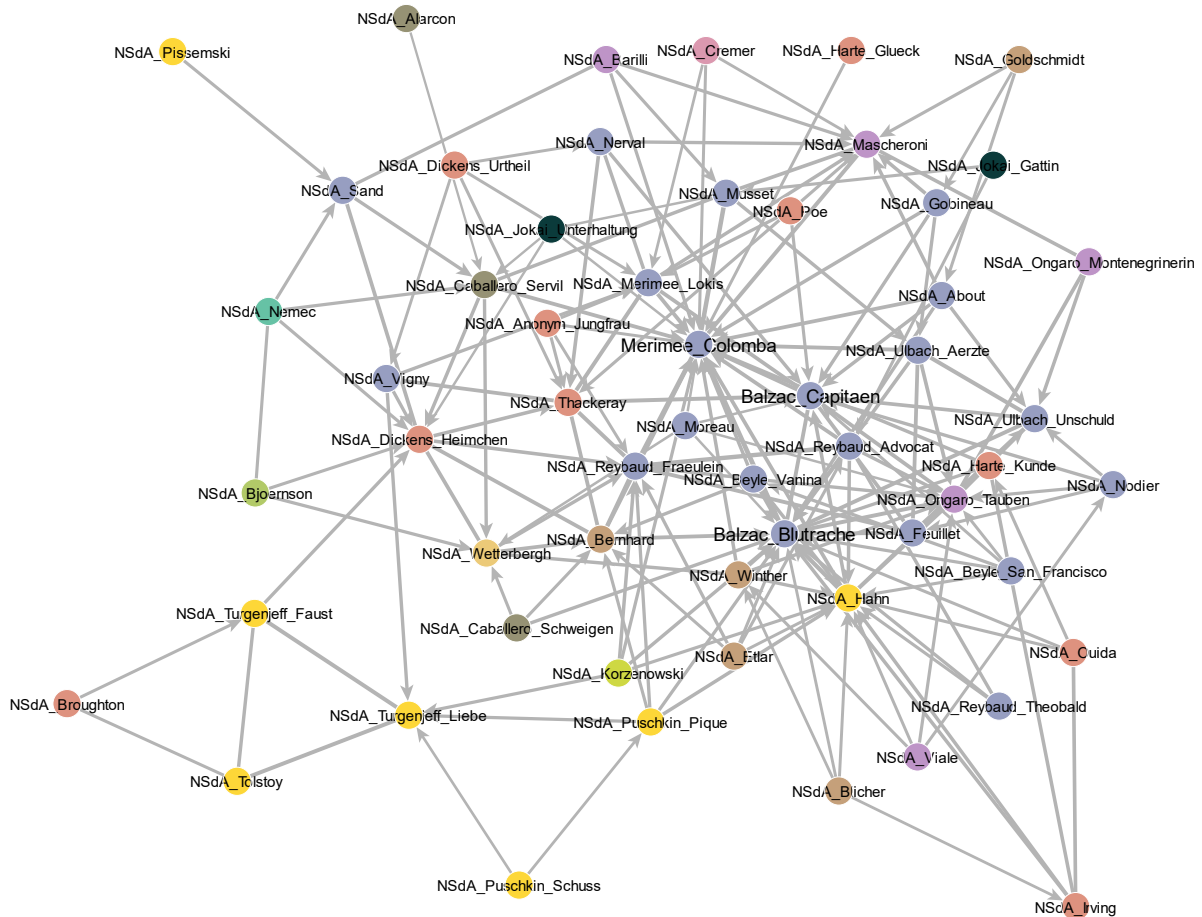 NSdA_Alarcon
NSdA_Pissemski
NSdA_Barilli
NSdA_Cremer
NSdA_Harte_Glueck
NSdA_Goldschmidt
NSdA_Nerval
NSdA_Mascheroni
NSdA_Dickens_Urtheil
NSdA_Jokai_Gattin
NSdA_Sand
NSdA_Musset
NSdA_Poe
NSdA_Gobineau
NSdA_Jokai_Unterhaltung
NSdA_Ongaro_Montenegrinerin
NSdA_Caballero_Servil
NSdA_Merimee_Lokis
NSdA_About
NSdA_Nemec
NSdA_Anonym_Jungfrau
Merimee_Colomba
NSdA_Ulbach_Aerzte
NSdA_Vigny
Balzac_Capitaen
NSdA_Thackeray
NSdA_Ulbach_Unschuld
NSdA_Moreau
NSdA_Dickens_Heimchen
NSdA_Reybaud_Advocat
NSdA_Reybaud_Fraeulein
NSdA_Harte_Kunde
NSdA_Beyle_Vanina
NSdA_Nodier
NSdA_Bjoernson
NSdA_Ongaro_Tauben
Balzac_Blutrache
NSdA_Feuillet
NSdA_Bernhard
NSdA_Wetterbergh
NSdA_Beyle_San_Francisco
NSdA_Winther
NSdA_Hahn
NSdA_Turgenjeff_Faust
NSdA_Caballero_Schweigen
NSdA_Ouida
NSdA_Etlar
NSdA_Korzenowski
NSdA_Broughton
NSdA_Reybaud_Theobald
NSdA_Turgenjeff_Liebe
NSdA_Puschkin_Pique
NSdA_Viale
NSdA_Tolstoy
NSdA_Blicher
NSdA_Puschkin_Schuss
NSdA_Irving